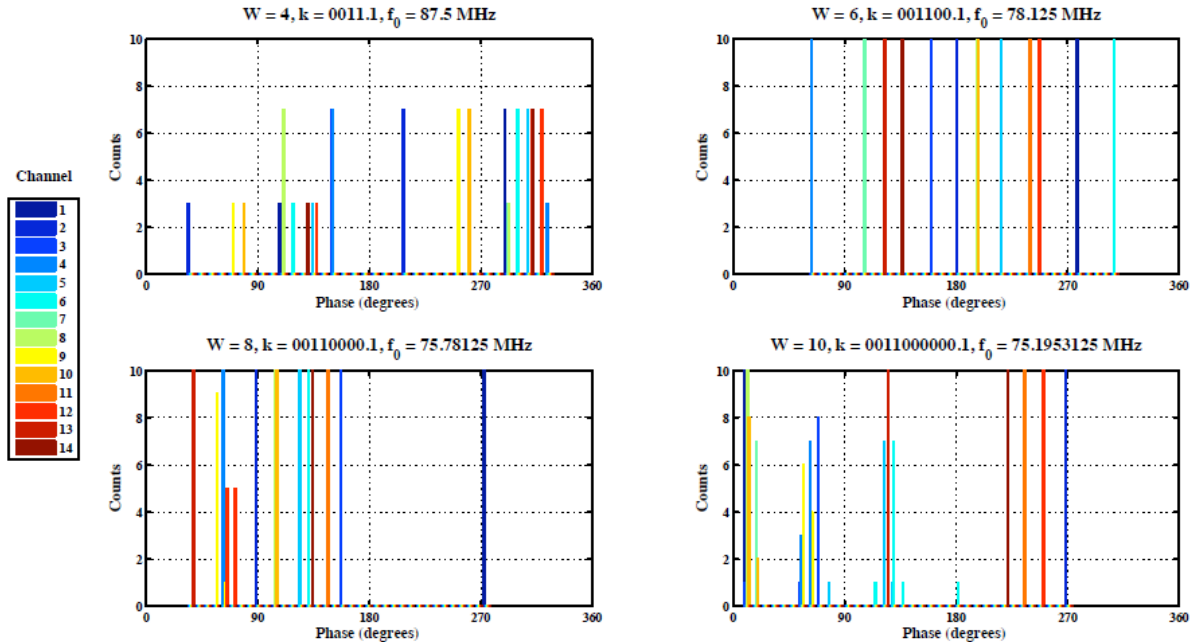 W = 4, k = 0011.1, f_0 = 87.5 MHz
10
8
6
4
2
0
Counts
0 90 180 270 360
Phase (degrees)
W = 6, k = 001100.1, f_0 = 78.125 MHz
10
8
6
4
2
0
Counts
0 90 180 270 360
Phase (degrees)
Channel
1
2
3
4
5
6
7
8
9
10
11
12
13
14
W = 8, k = 00110000.1, f_0 = 75.78125 MHz
10
8
6
4
2
0
Counts
0 90 180 270 360
Phase (degrees)
W = 10, k = 0011000000.1, f_0 = 75.1953125 MHz
10
8
6
4
2
0
Counts
0 90 180 270 360
Phase (degrees)